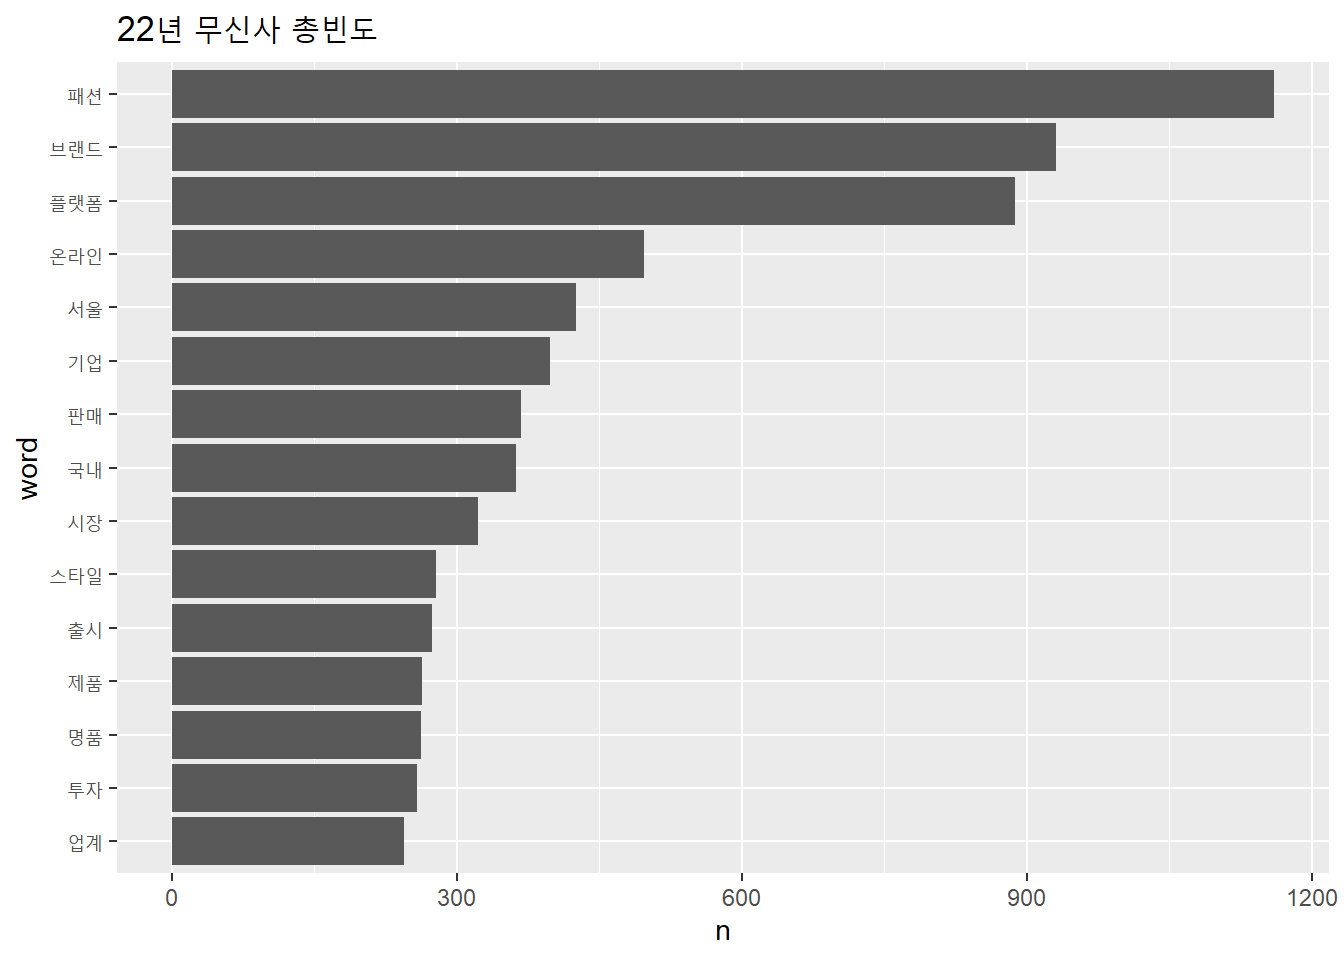 22년 무신사 총빈도
패션
브랜드
플랫폼
온라인
서울
기업
판매
국내
시장
스타일
출시
제품
명품
투자
업계
word
0 300 600 900 1200
n